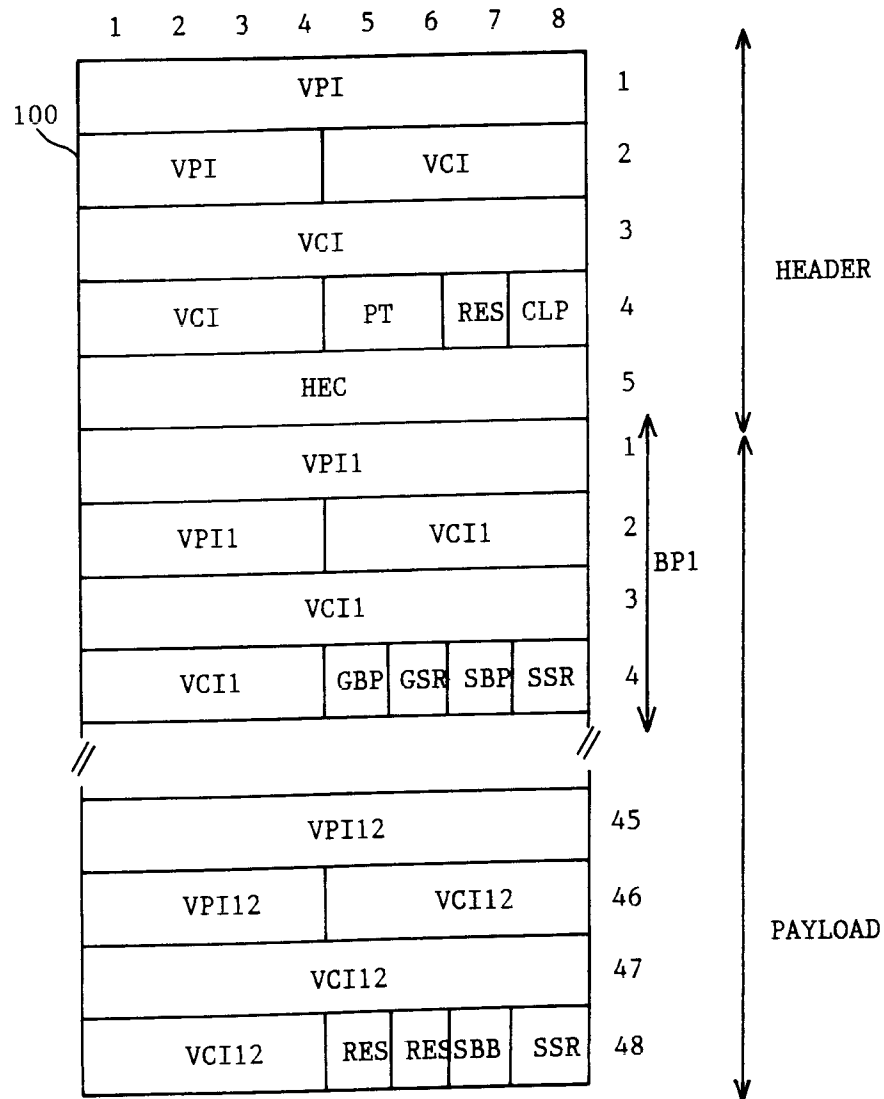 1 2 3 4 5 6 7 8
VPI 1
100
VPI VCI 2
VCI 3
HEADER
VCI PT RES CLP 4
HEC 5
VPI1 1
VPI1 VCI1 2
BP1
VCI1 3
VCI1 GBP GSR SBP SSR 4
// //
VPI12 45
VPI12 VCI12 46
PAYLOAD
VCI12 47
VCI12 RES RES SBB SSR 48